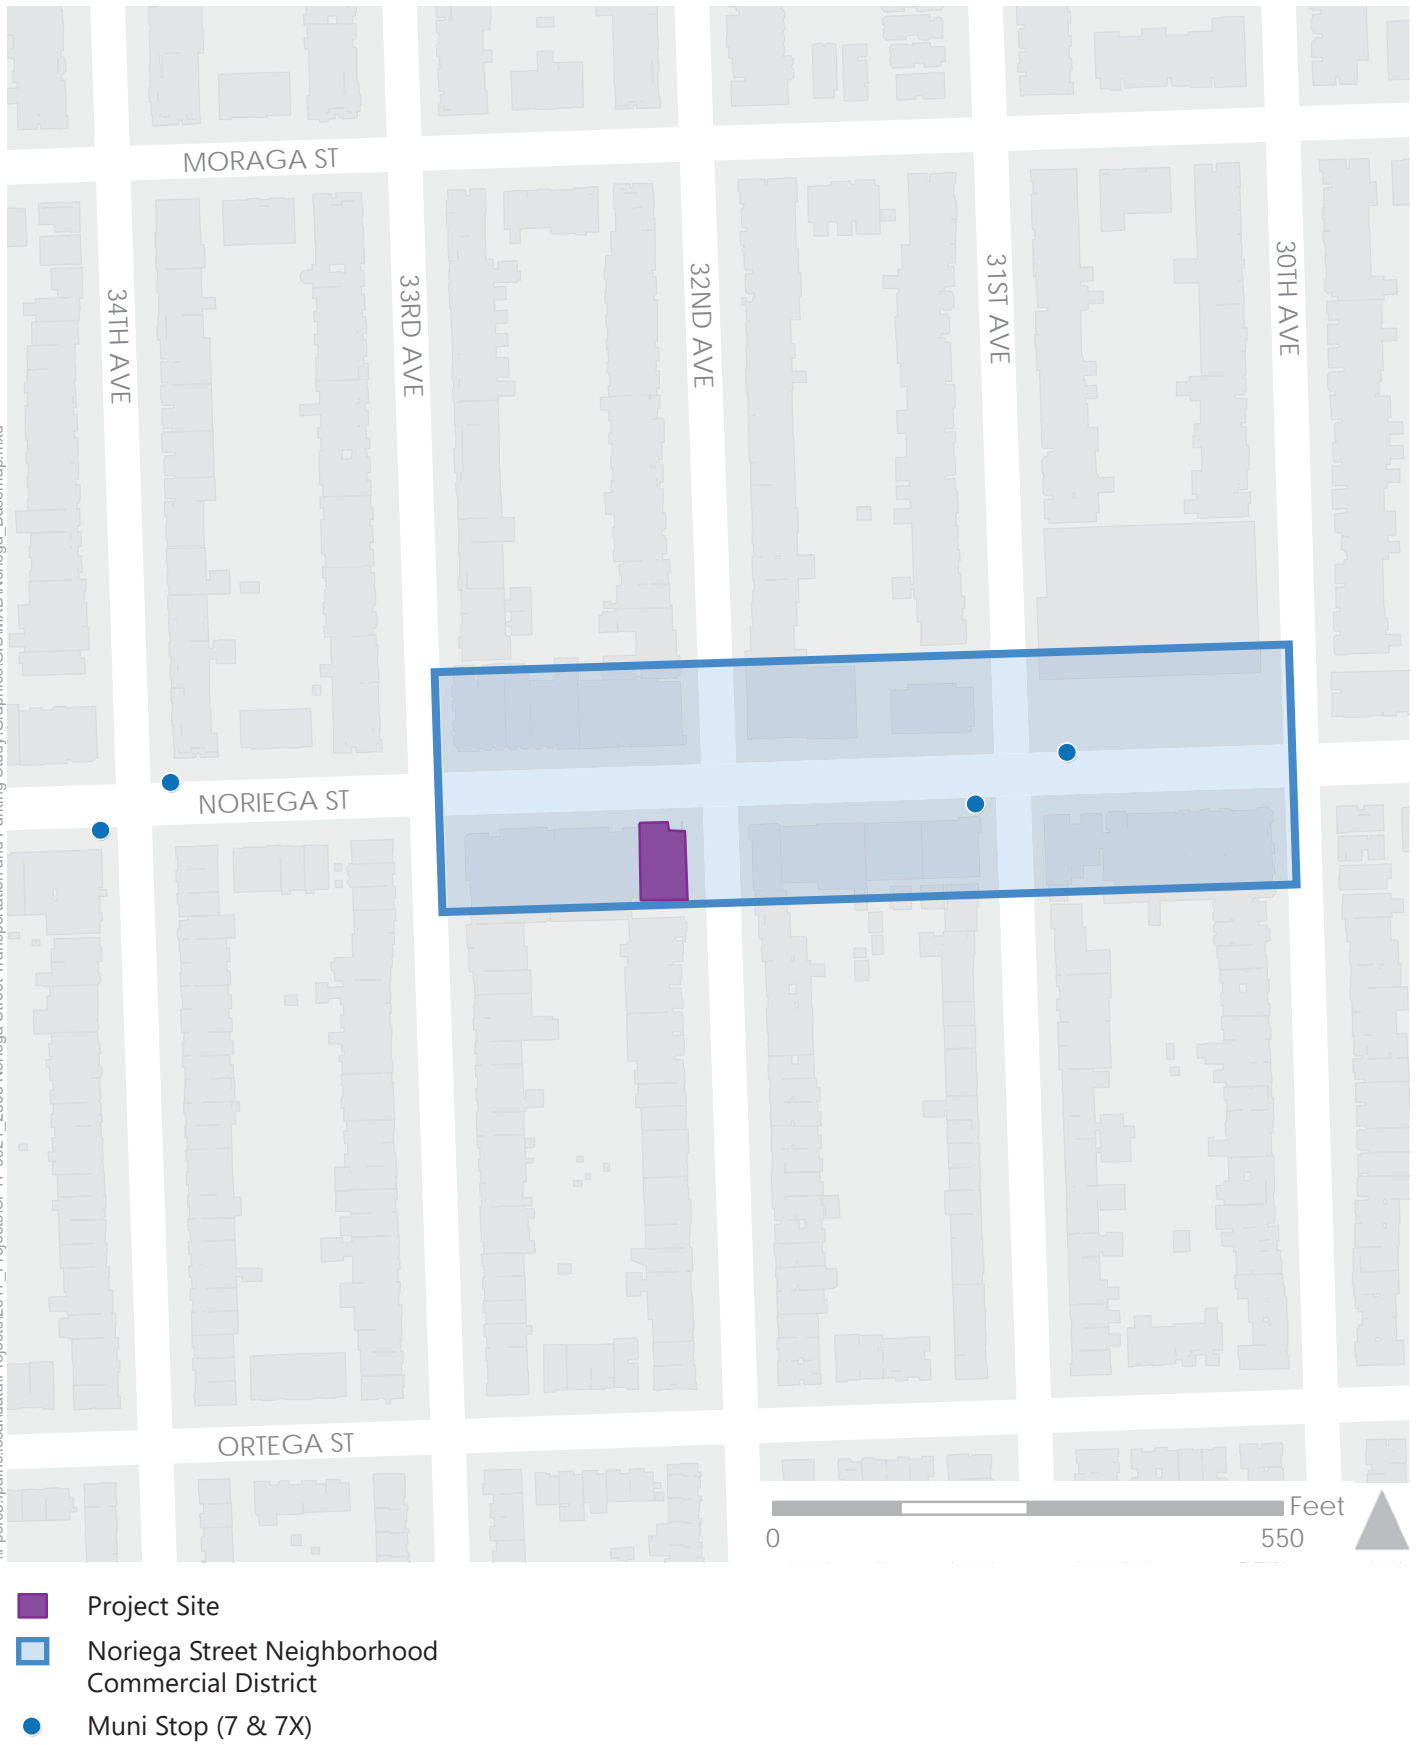 MORAGA ST
34TH AVE
33RD AVE
32ND AVE
31ST AVE
30TH AVE
NORIEGA ST
ORTEGA ST
Feet
0 550
Project Site
Noriega Street Neighborhood
Commercial District
Muni Stop (7 & 7X)